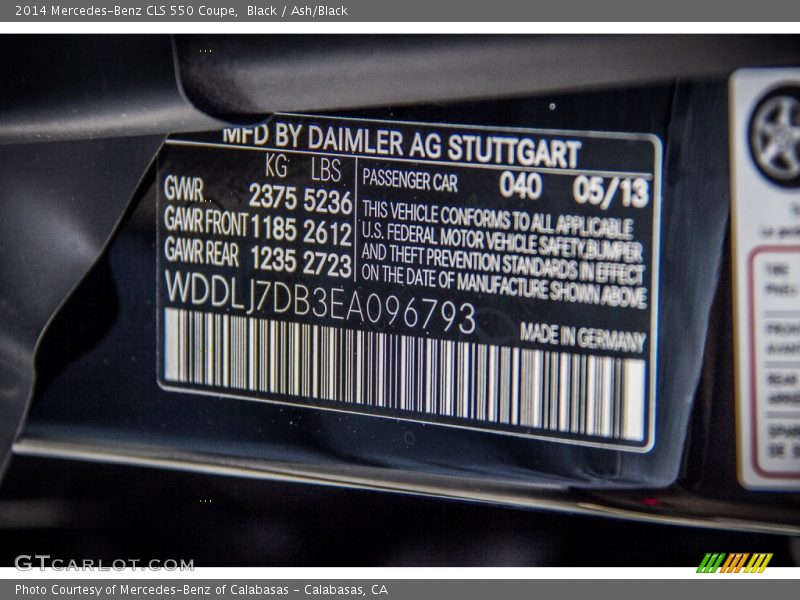 2014 Mercedes-Benz CLS 550 Coupe, Black / Ash/Black
MFD BY DAIMLER AG STUTTGART
KG LBS
GVWR 2375 5236
GAWR FRONT 1185 2612
GAWR REAR 1235 2723
PASSENGER CAR 040 05/13
THIS VEHICLE CONFORMS TO ALL APPLICABLE
U.S. FEDERAL MOTOR VEHICLE SAFETY,BUMPER
AND THEFT PREVENTION STANDARDS IN EFFECT
ON THE DATE OF MANUFACTURE SHOWN ABOVE
WDDLJ7DB3EA096793
MADE IN GERMANY
GTCARLOT.COM
Photo Courtesy of Mercedes-Benz of Calabasas - Calabasas, CA